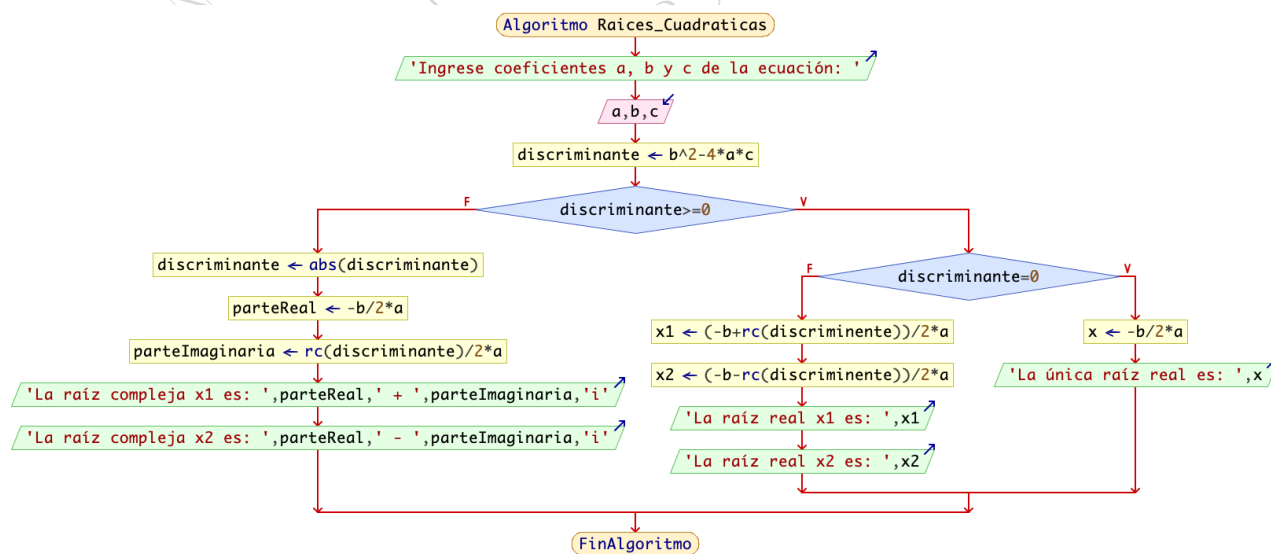 Algoritmo Raices_Cuadraticas
'Ingrese coeficientes a, b y c de la ecuación: '
a,b,c
discriminante ← b^2-4*a*c
F
discriminante>=0
V
discriminante ← abs(discriminante)
parteReal ← -b/2*a
parteImaginaria ← rc(discriminante)/2*a
'La raíz compleja x1 es: ',parteReal,' + ',parteImaginaria,'i'
'La raíz compleja x2 es: ',parteReal,' - ',parteImaginaria,'i'
F
discriminante=0
V
x1 ← (-b+rc(discriminente))/2*a
x2 ← (-b-rc(discriminente))/2*a
'La raíz real x1 es: ',x1
'La raíz real x2 es: ',x2
x ← -b/2*a
'La única raíz real es: ',x
FinAlgoritmo